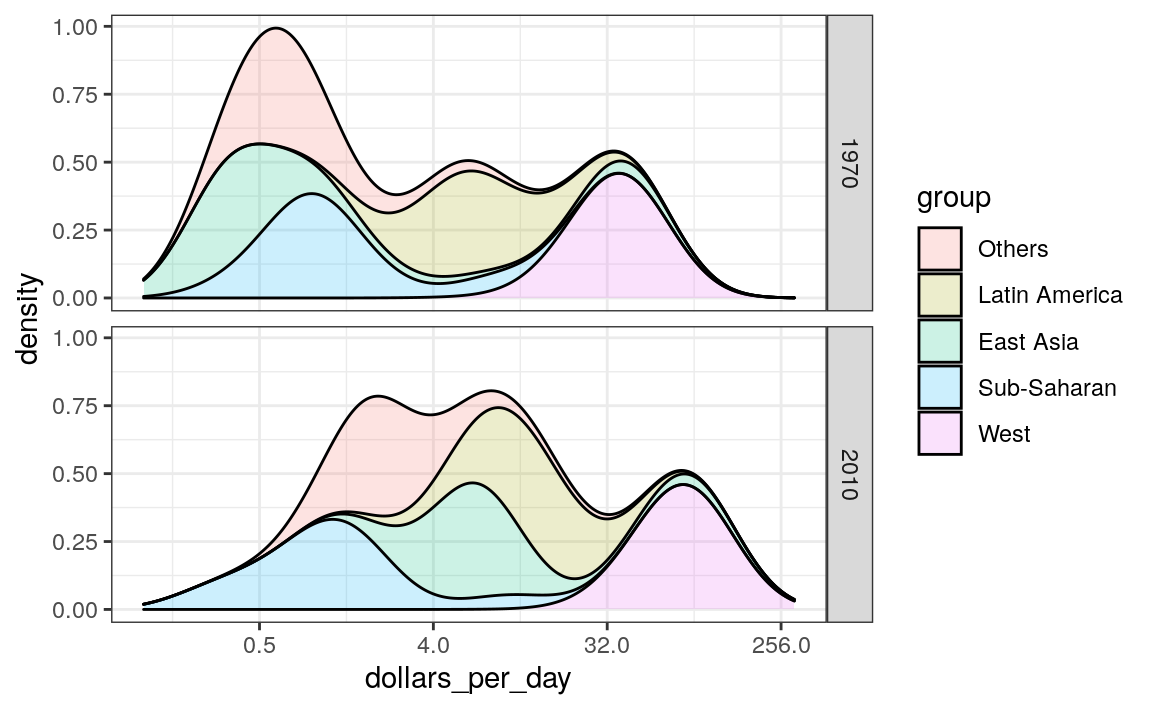 1.00
0.75
0.50
0.25
0.00
1970
1.00
0.75
0.50
0.25
0.00
2010
0.5 4.0 32.0 256.0
dollars_per_day
density
group
Others
Latin America
East Asia
Sub-Saharan
West